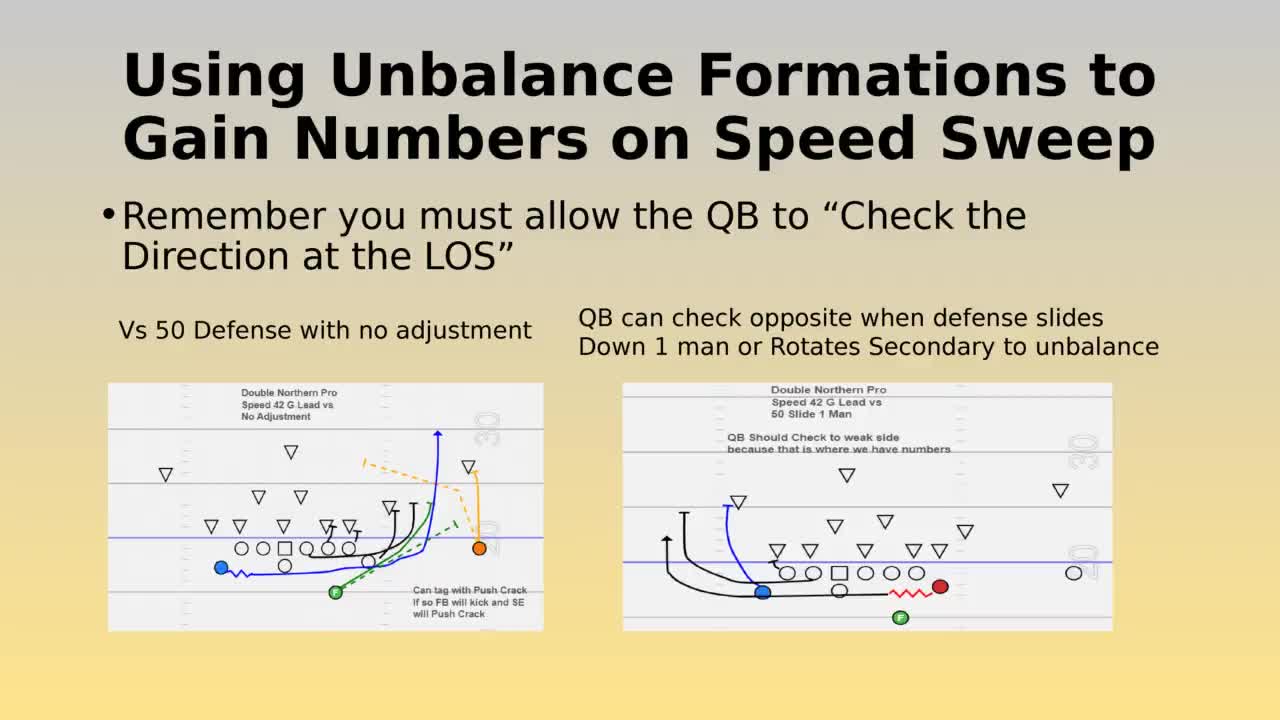 Using Unbalance Formations to
Gain Numbers on Speed Sweep
• Remember you must allow the QB to “Check the
Direction at the LOS”
Vs 50 Defense with no adjustment
QB can check opposite when defense slides
Down 1 man or Rotates Secondary to unbalance
Double Northern Pro
Speed 42 G Lead vs
No Adjustment
30
20
F
Can tag with Push Crack
If so FB will kick and SE
will Push Crack
Double Northern Pro
Speed 42 G Lead vs
50 Slide 1 Man
QB Should Check to weak side
because that is where we have numbers
30
20
F